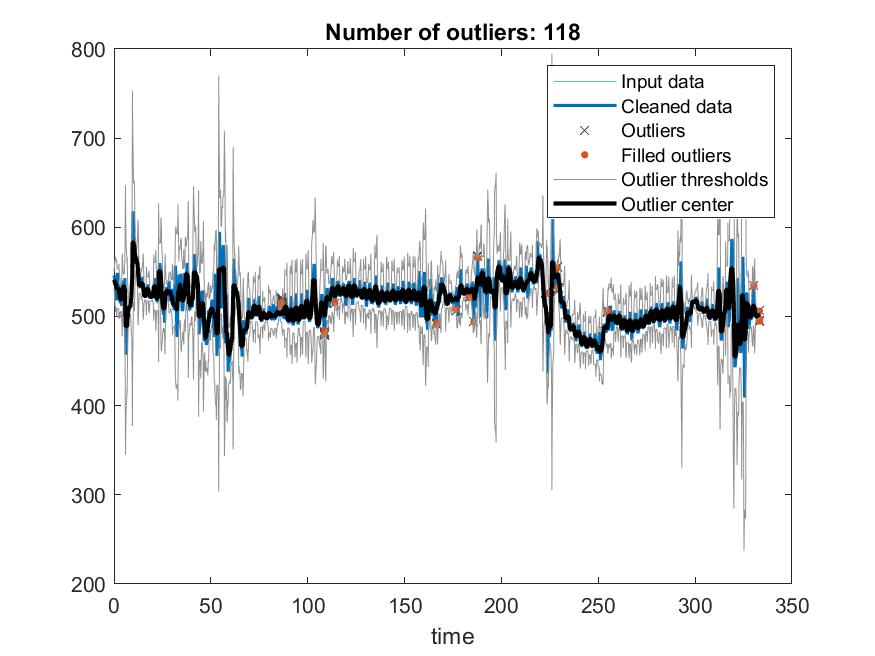 Number of outliers: 118
800
700
600
500
400
300
200
Input data
Cleaned data
Outliers
Filled outliers
Outlier thresholds
Outlier center
0 50 100 150 200 250 300 350
time